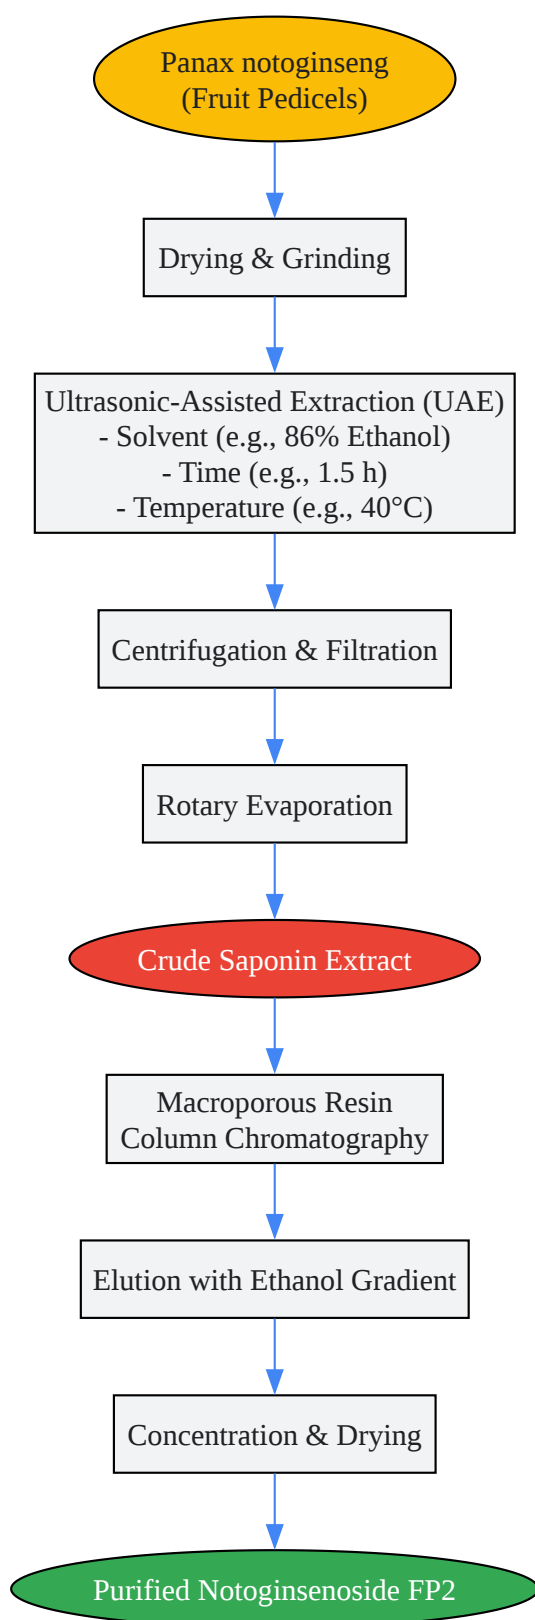 Panax notoginseng
(Fruit Pedicels)
Drying & Grinding
Ultrasonic-Assisted Extraction (UAE)
- Solvent (e.g., 86% Ethanol)
- Time (e.g., 1.5 h)
- Temperature (e.g., 40°C)
Centrifugation & Filtration
Rotary Evaporation
Crude Saponin Extract
Macroporous Resin
Column Chromatography
Elution with Ethanol Gradient
Concentration & Drying
Purified Notoginsenoside FP2